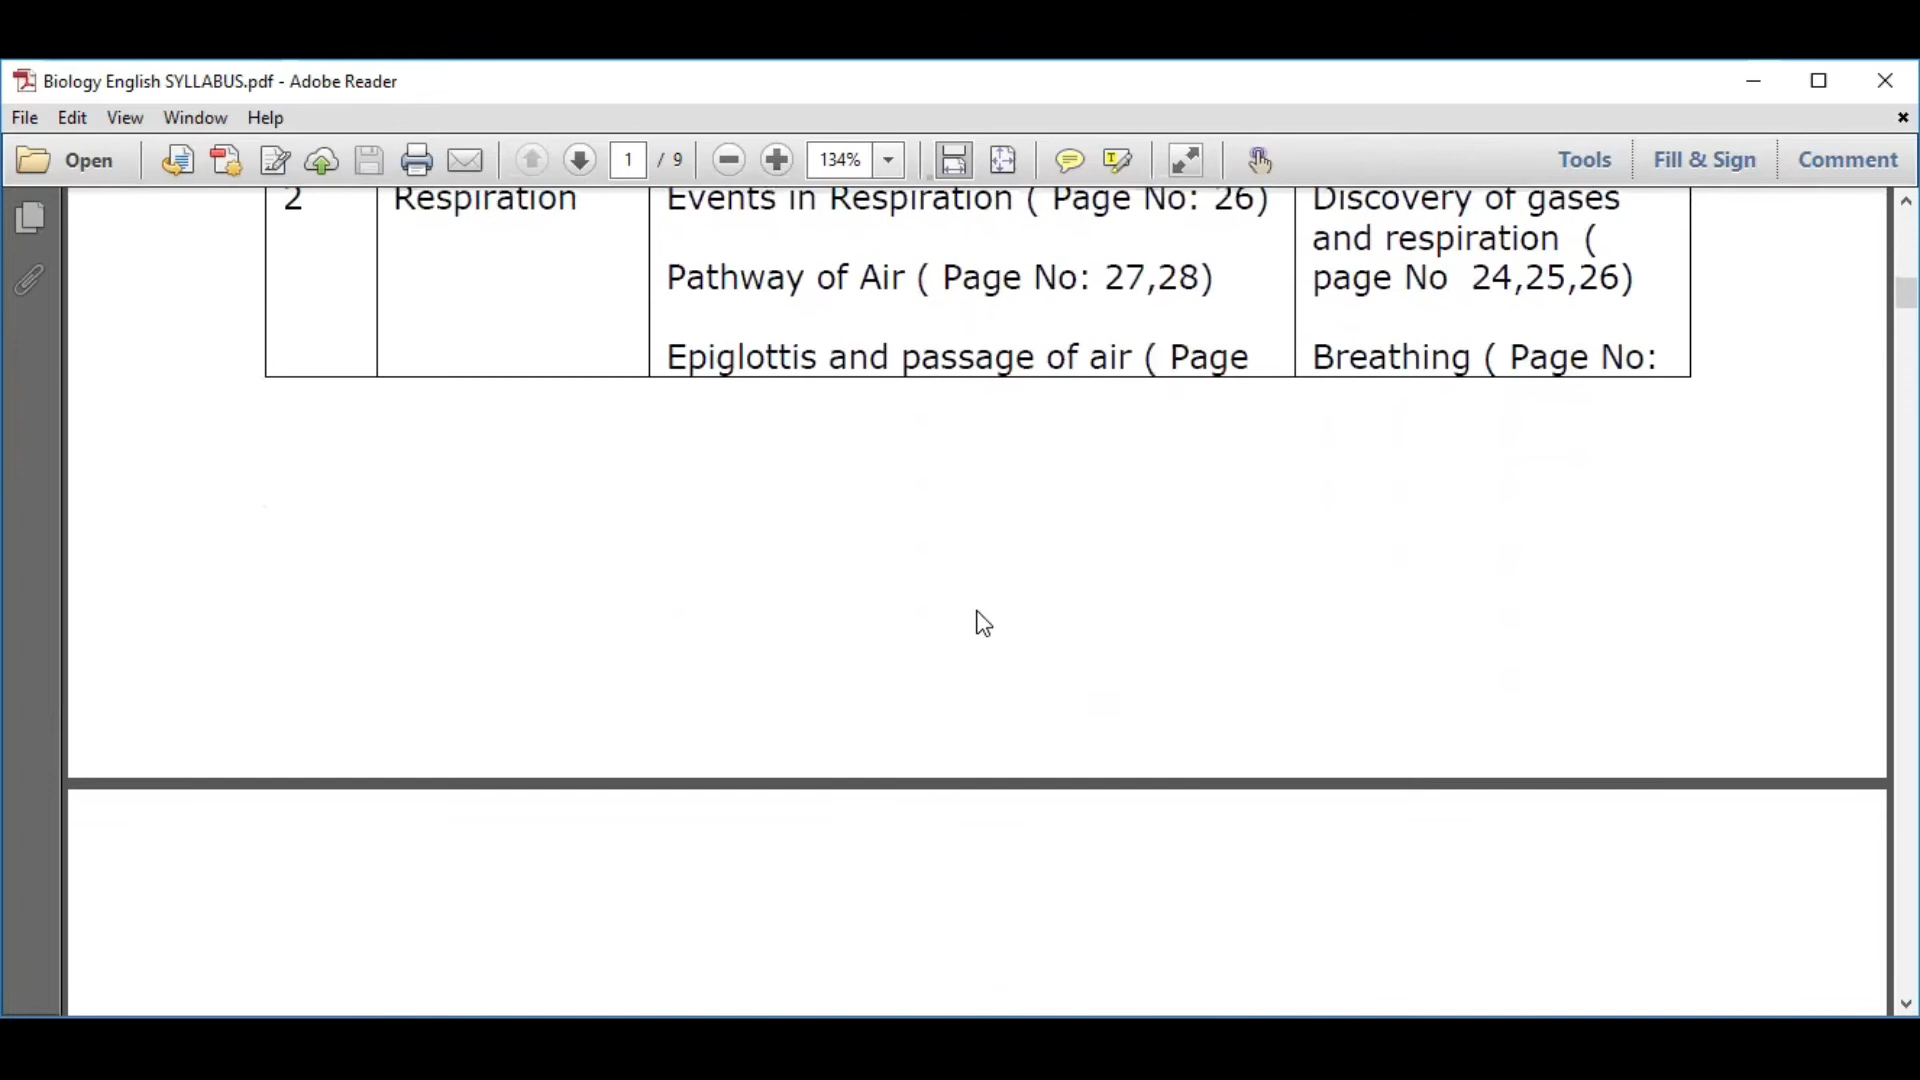 Biology English SYLLABUS.pdf - Adobe Reader
File Edit View Window Help
Open 1 / 9 134% Tools Fill & Sign Comment
2 Respiration Events in Respiration ( Page No: 26) Discovery of gases
and respiration (
Pathway of Air ( Page No: 27,28) page No 24,25,26)
Epiglottis and passage of air ( Page Breathing ( Page No: